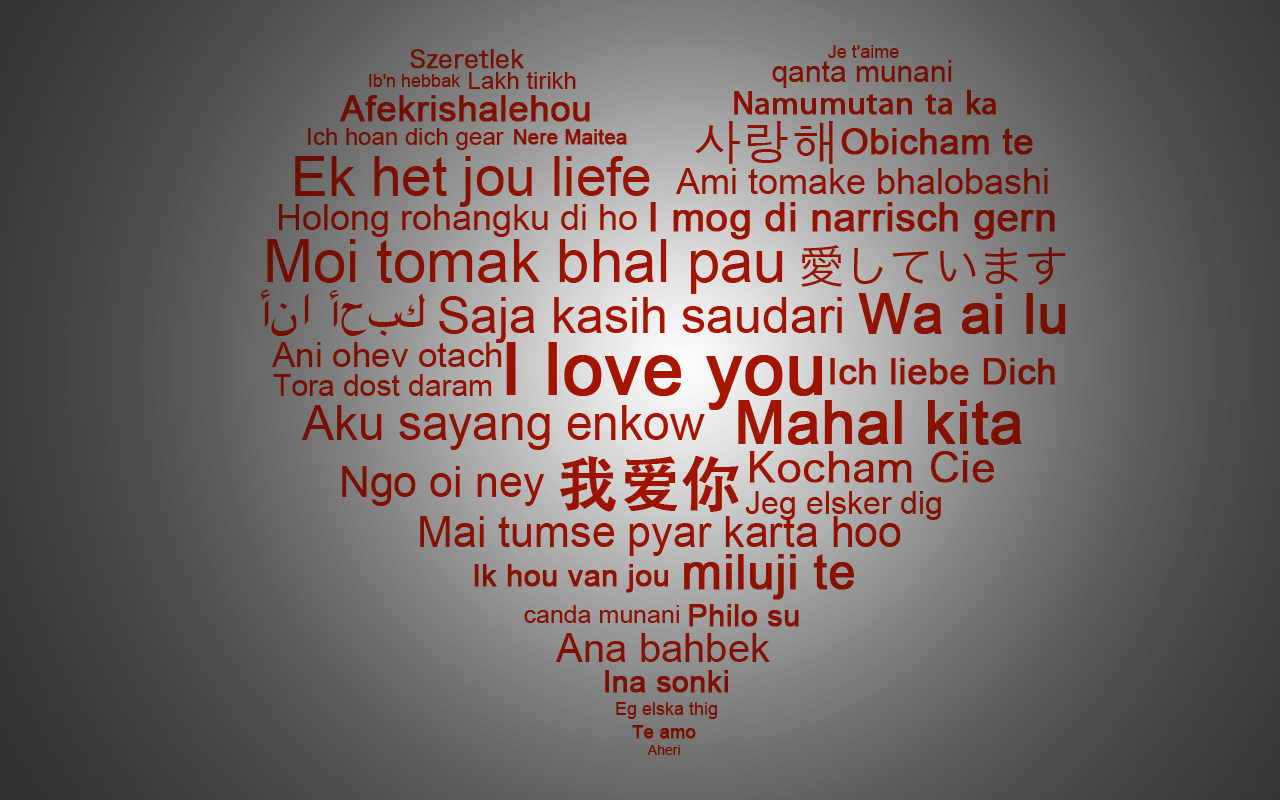 Szeretlek Je t'aime
Ib'n hebbak Lakh tirikh qanta munani
Afekrishalehou Namumutan ta ka
Ich hoan dich gear Nere Maitea 사랑해 Obicham te
Ek het jou liefe Ami tomake bhalobashi
Holong rohangku di ho I mog di narrisch gern
Moi tomak bhal pau 愛しています
أنا أحبك Saja kasih saudari Wa ai lu
Ani ohev otach I love you Ich liebe Dich
Tora dost daram
Aku sayang enkow Mahal kita
Ngo oi ney 我爱你 Kocham Cie
Jeg elsker dig
Mai tumse pyar karta hoo
Ik hou van jou miluji te
canda munani Philo su
Ana bahbek
Ina sonki
Eg elska thig
Te amo
Aheri